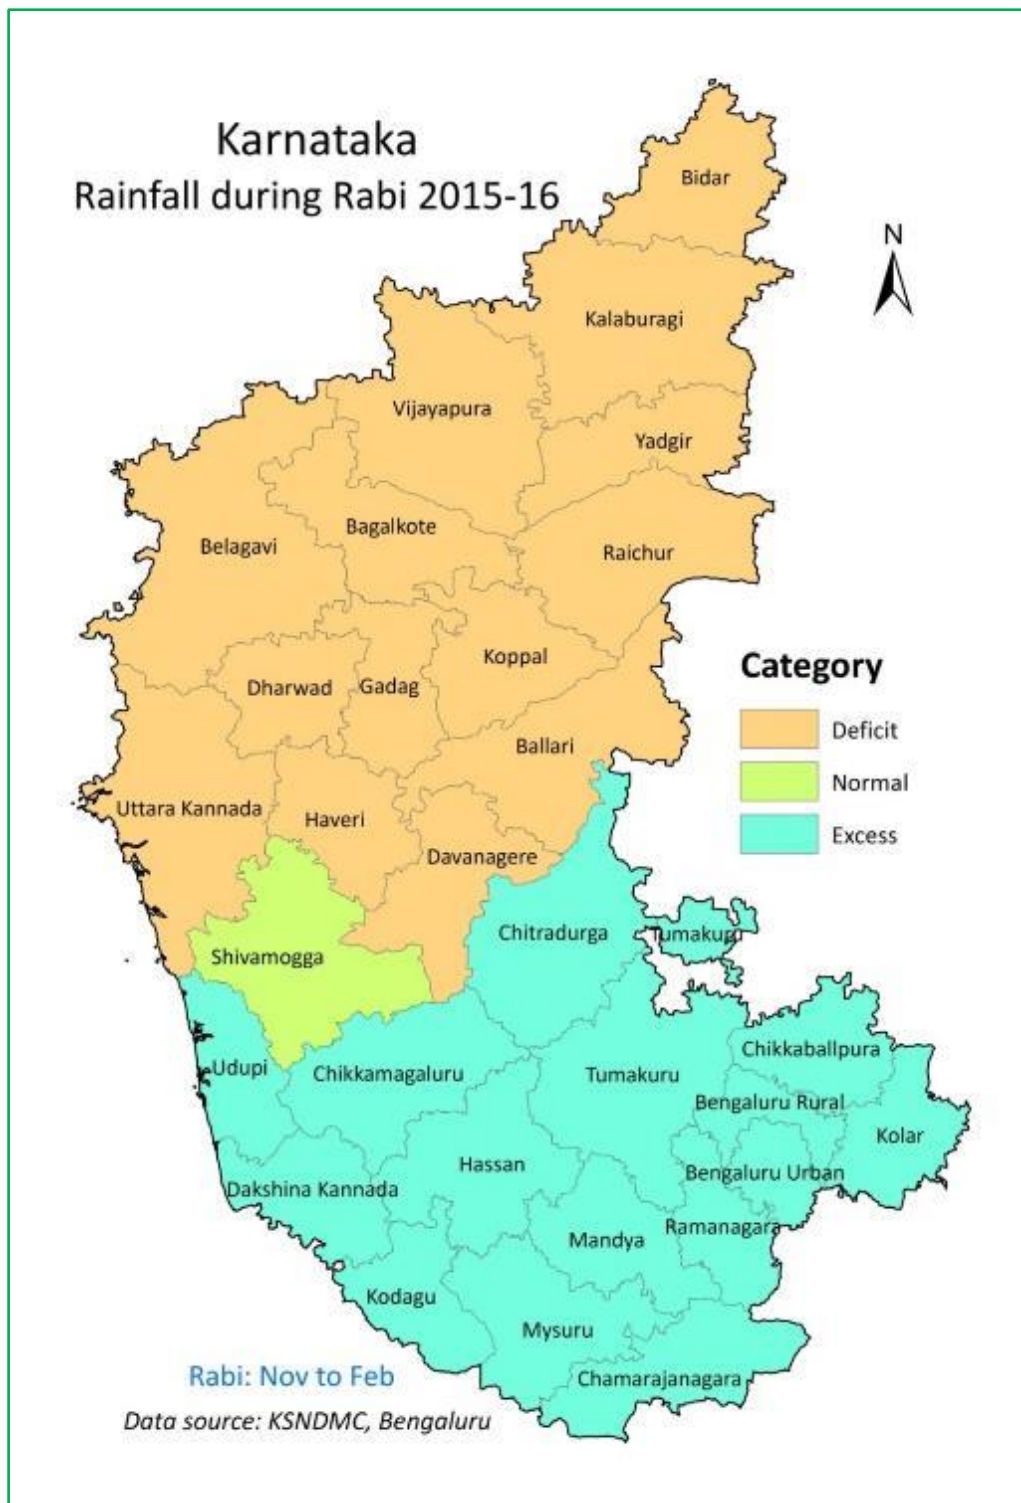 Karnataka
Rainfall during Rabi 2015-16
Bidar
N
Kalaburagi
Vijayapura
Yadgir
Bagalkote
Belagavi
Raichur
Koppal
Category
Dharwad
Gadag
Deficit
Ballari
Normal
Uttara Kannada
Haveri
Excess
Davanagere
Chitradurga
Tumakuru
Shivamogga
Chikkaballpura
Udupi
Chikkamagaluru
Tumakuru
Bengaluru Rural
Kolar
Hassan
Bengaluru Urban
Dakshina Kannada
Ramanagara
Mandya
Kodagu
Mysuru
Rabi: Nov to Feb
Chamarajanagara
Data source: KSNDMC, Bengaluru